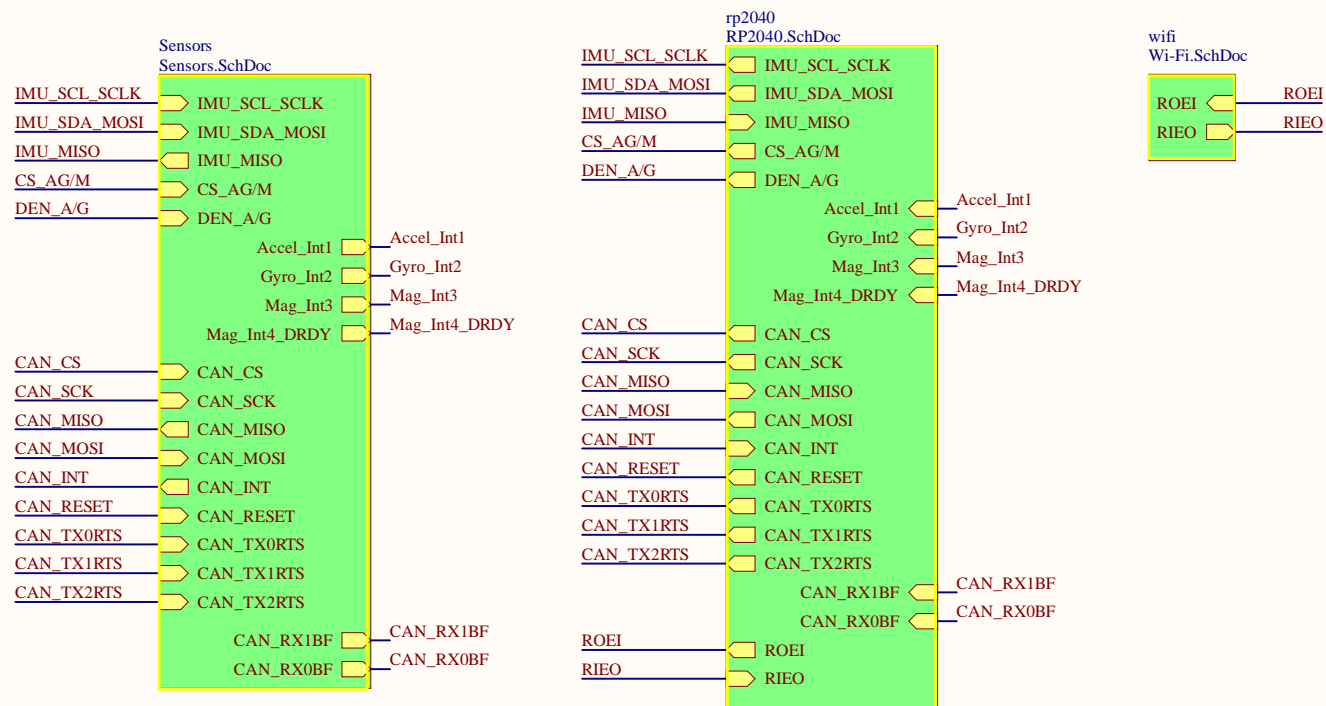 Sensors
Sensors.SchDoc
IMU_SCL_SCLK IMU_SCL_SCLK
IMU_SDA_MOSI IMU_SDA_MOSI
IMU_MISO IMU_MISO
CS_AG/M CS_AG/M
DEN_A/G DEN_A/G
Accel_Int1 Accel_Int1
Gyro_Int2 Gyro_Int2
Mag_Int3 Mag_Int3
Mag_Int4_DRDY Mag_Int4_DRDY
CAN_CS CAN_CS
CAN_SCK CAN_SCK
CAN_MISO CAN_MISO
CAN_MOSI CAN_MOSI
CAN_INT CAN_INT
CAN_RESET CAN_RESET
CAN_TX0RTS CAN_TX0RTS
CAN_TX1RTS CAN_TX1RTS
CAN_TX2RTS CAN_TX2RTS
CAN_RX1BF CAN_RX1BF
CAN_RX0BF CAN_RX0BF
rp2040
RP2040.SchDoc
IMU_SCL_SCLK IMU_SCL_SCLK
IMU_SDA_MOSI IMU_SDA_MOSI
IMU_MISO IMU_MISO
CS_AG/M CS_AG/M
DEN_A/G DEN_A/G
Accel_Int1 Accel_Int1
Gyro_Int2 Gyro_Int2
Mag_Int3 Mag_Int3
Mag_Int4_DRDY Mag_Int4_DRDY
CAN_CS CAN_CS
CAN_SCK CAN_SCK
CAN_MISO CAN_MISO
CAN_MOSI CAN_MOSI
CAN_INT CAN_INT
CAN_RESET CAN_RESET
CAN_TX0RTS CAN_TX0RTS
CAN_TX1RTS CAN_TX1RTS
CAN_TX2RTS CAN_TX2RTS
CAN_RX1BF CAN_RX1BF
CAN_RX0BF CAN_RX0BF
ROEI ROEI
RIEO RIEO
wifi
Wi-Fi.SchDoc
ROEI ROEI
RIEO RIEO